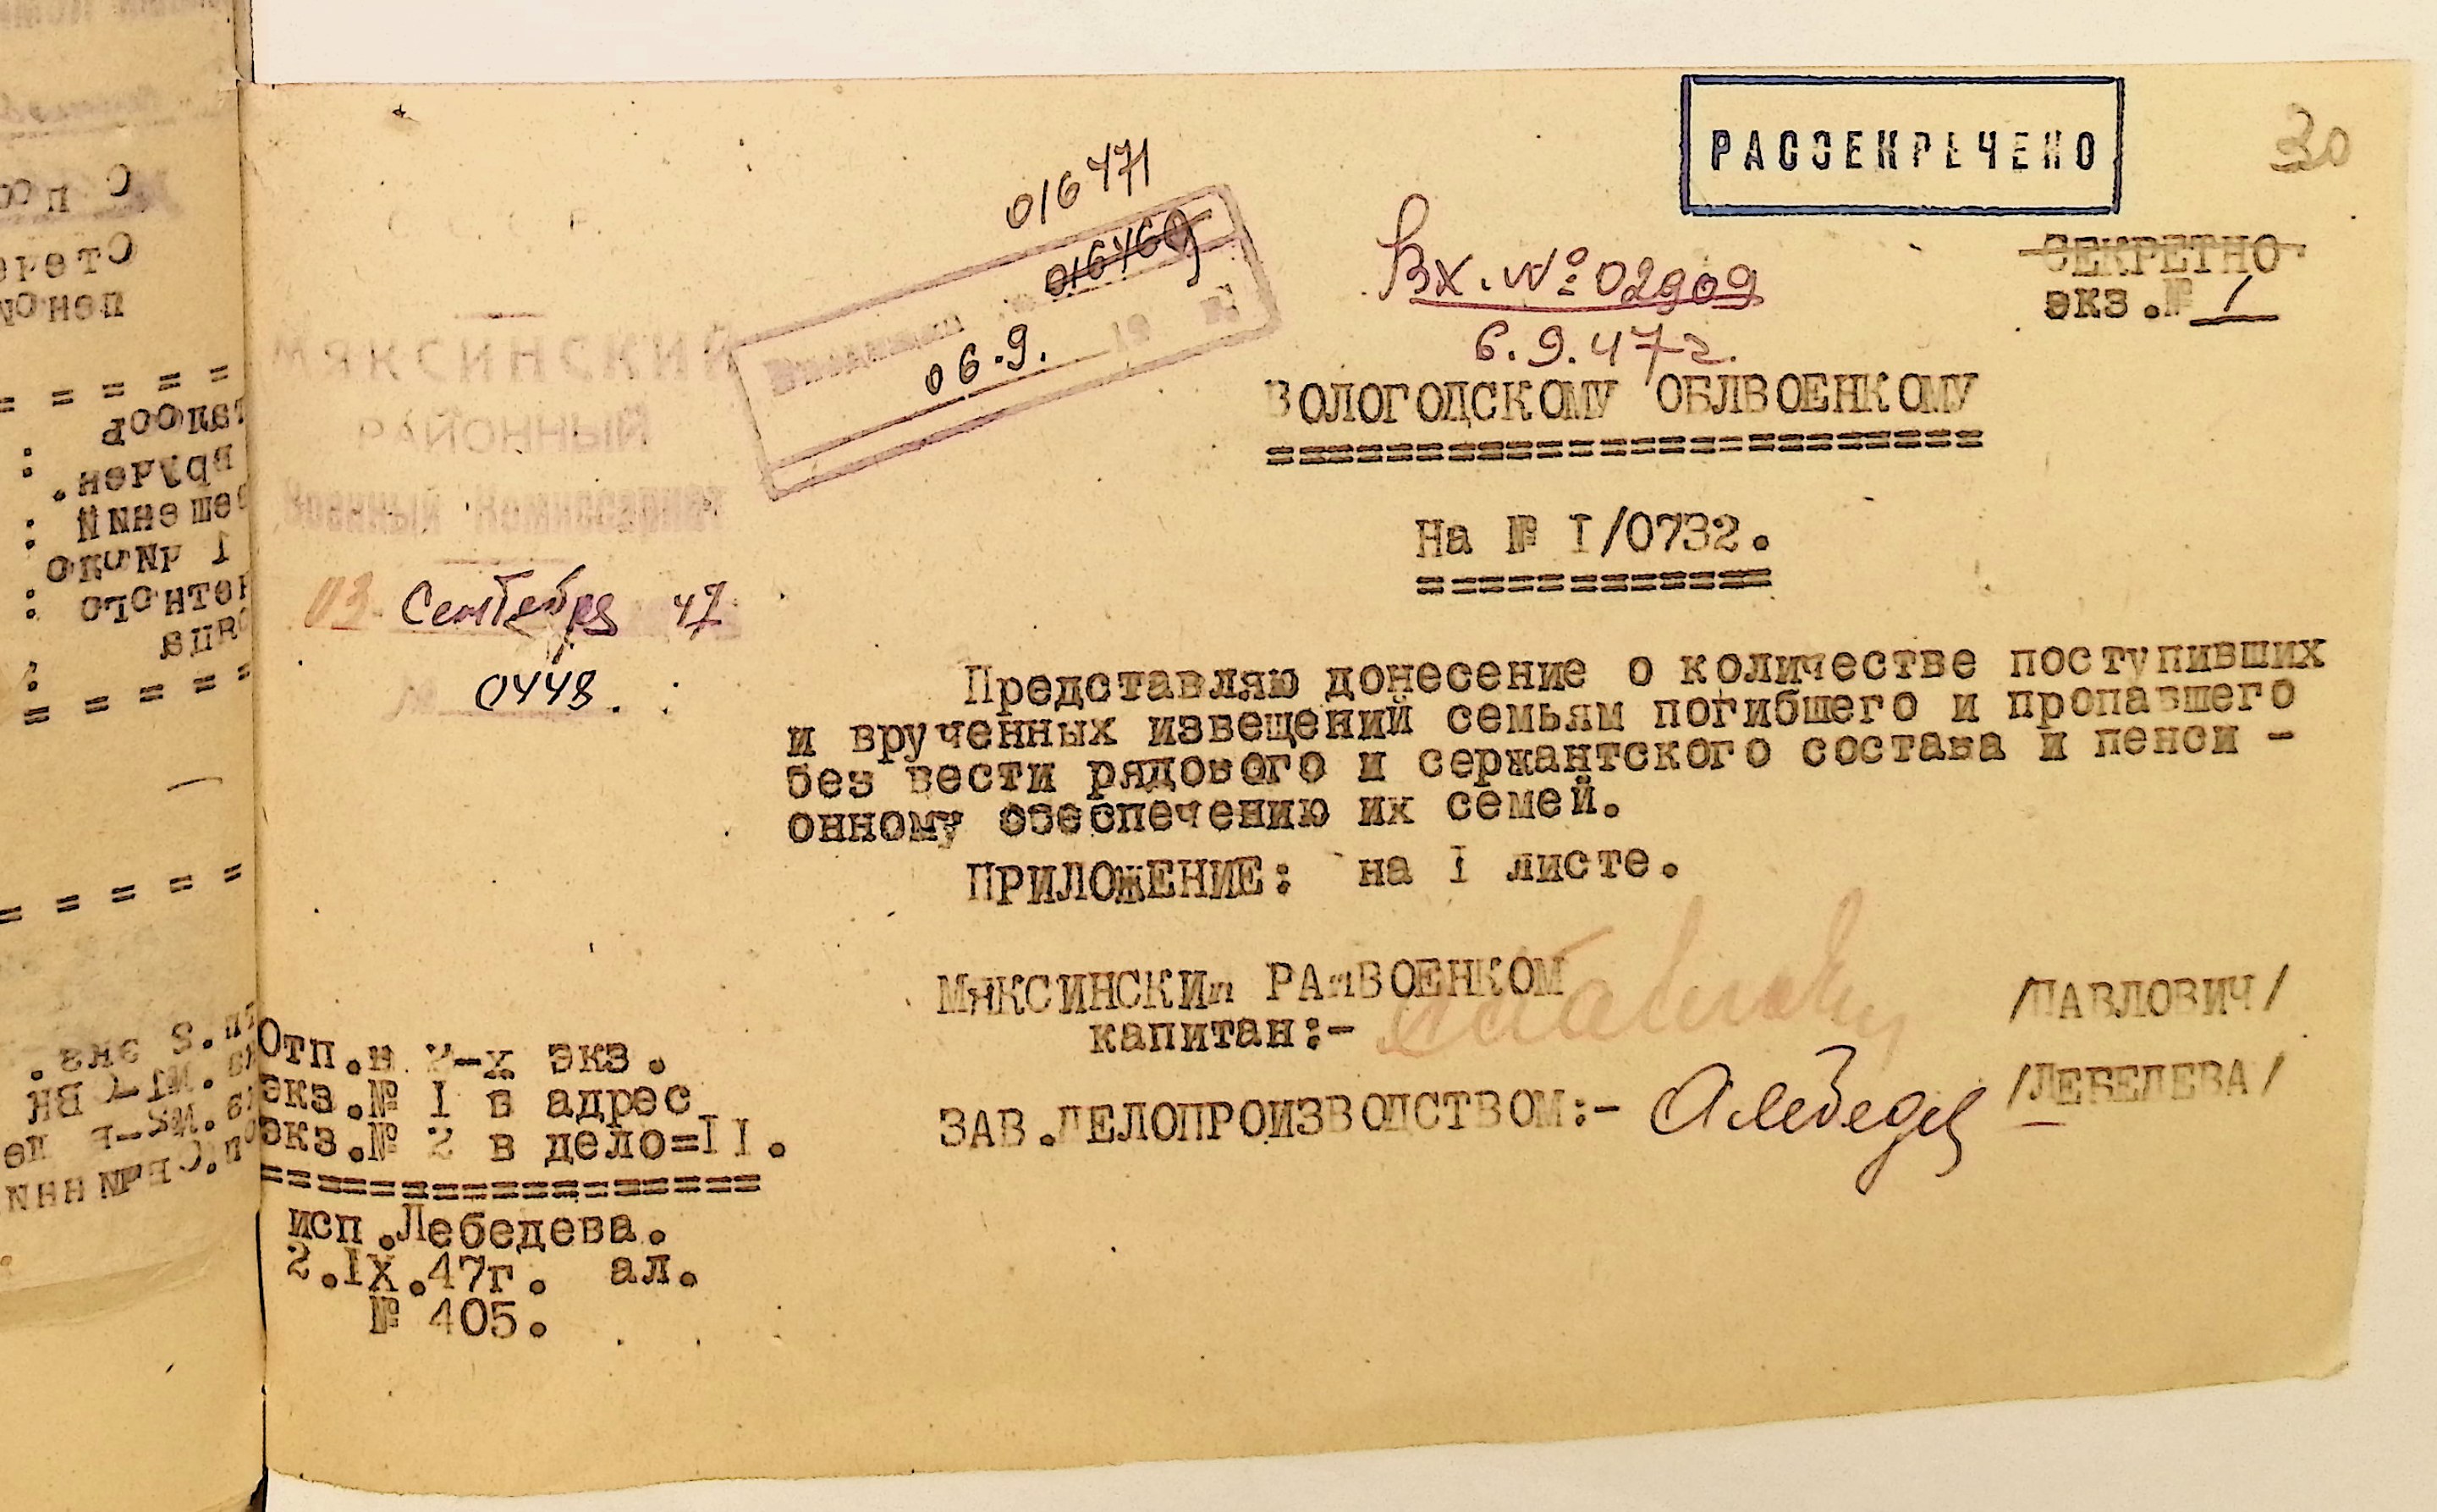 РАССЕКРЕЧЕНО
30
016471
016469
06.9.
Вх. № 02909
6.9.47г.
СЕКРЕТНО
экз.№ 1
С.С.С.Р.
МЯКСИНСКИЙ
РАЙОННЫЙ
ВОЕННЫЙ КОМИССАРИАТ
03 Сентября 47
№ 0448.
ВОЛОГОДСКОМУ ОБЛВОЕНКОМУ
========================
На № I/0732.
============
Представляю донесение о количестве поступивших
и врученных извещений семьям погибшего и пропавшего
без вести рядового и сержантского состава и пенси -
онному обеспечению их семей.
ПРИЛОЖЕНИЕ: на I листе.
МЯКСИНСКИЙ РАЙВОЕНКОМ
капитан:- /ПАВЛОВИЧ/
ЗАВ.ДЕЛОПРОИЗВОДСТВОМ:- АЛебедев /ЛЕБЕДЕВА/
Отп.в 2-х экз.
экз.№ I в адрес
экз.№ 2 в дело=II.
=================
исп.Лебедева.
2.IX.47г. ал.
№ 405.